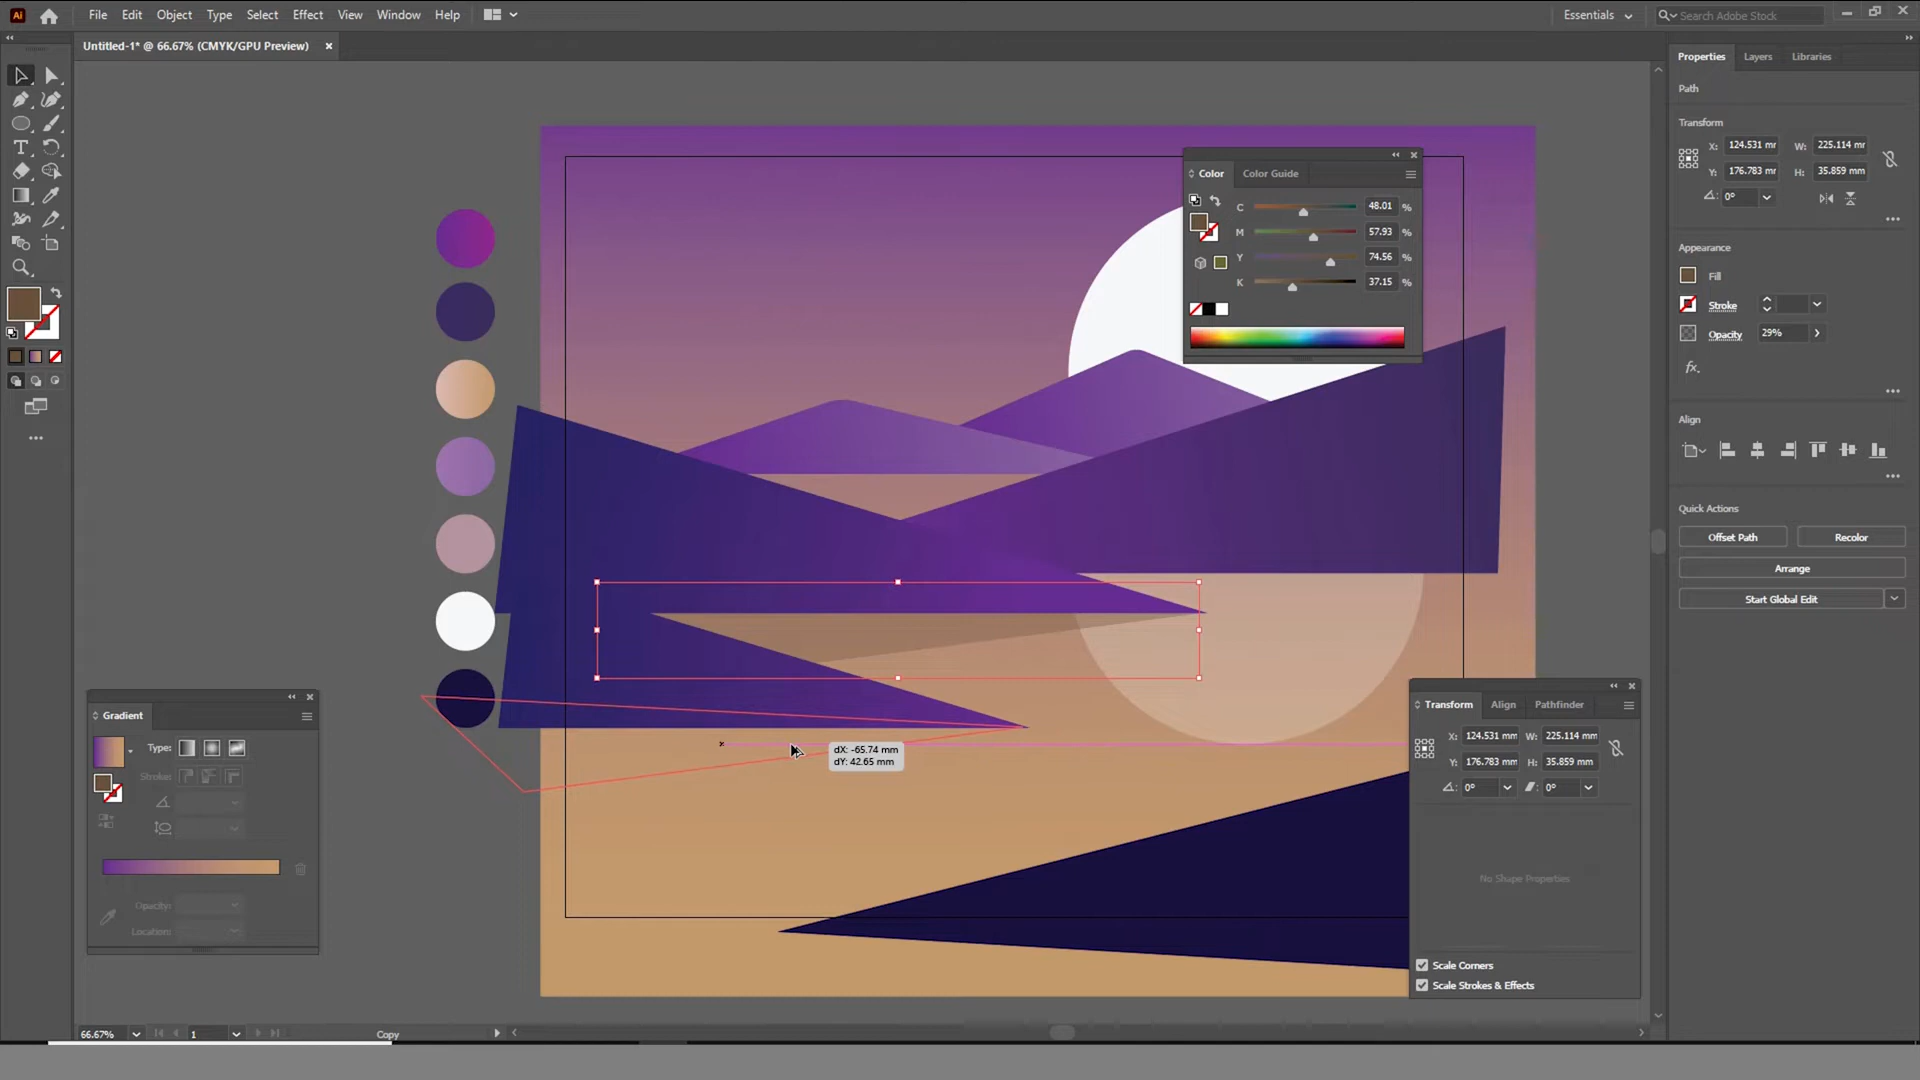 Ai File Edit Object Type Select Effect View Window Help Essentials Search Adobe Stock
Untitled-1* @ 66.67% (CMYK/GPU Preview)
Properties Layers Libraries
Path
Transform
X: 124.531 mr W: 225.114 mr
Y: 176.783 mr H: 35.859 mr
0°
Appearance
Fill
Stroke
Opacity 29%
fx.
Align
Quick Actions
Offset Path Recolor
Arrange
Start Global Edit
Color Color Guide
C 48.01 %
M 57.93 %
Y 74.56 %
K 37.15 %
dX: -65.74 mm
dY: 42.65 mm
Gradient
Type:
Stroke:
Opacity:
Location:
Transform Align Pathfinder
X: 124.531 mm W: 225.114 mm
Y: 176.783 mm H: 35.859 mm
0° 0°
No Shape Properties
Scale Corners
Scale Strokes & Effects
66.67% 1 Copy